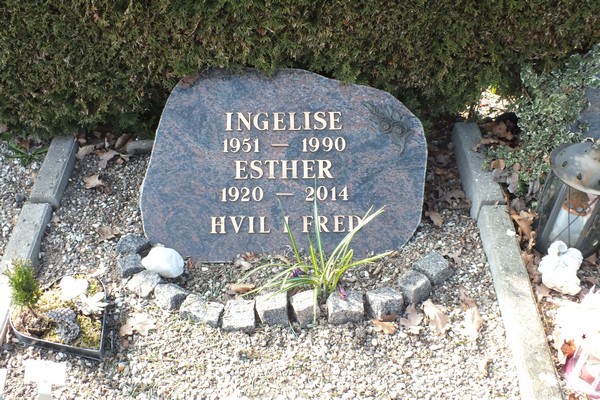 INGELISE
1951 — 1990
ESTHER
1920 — 2014
HVIL I FRED